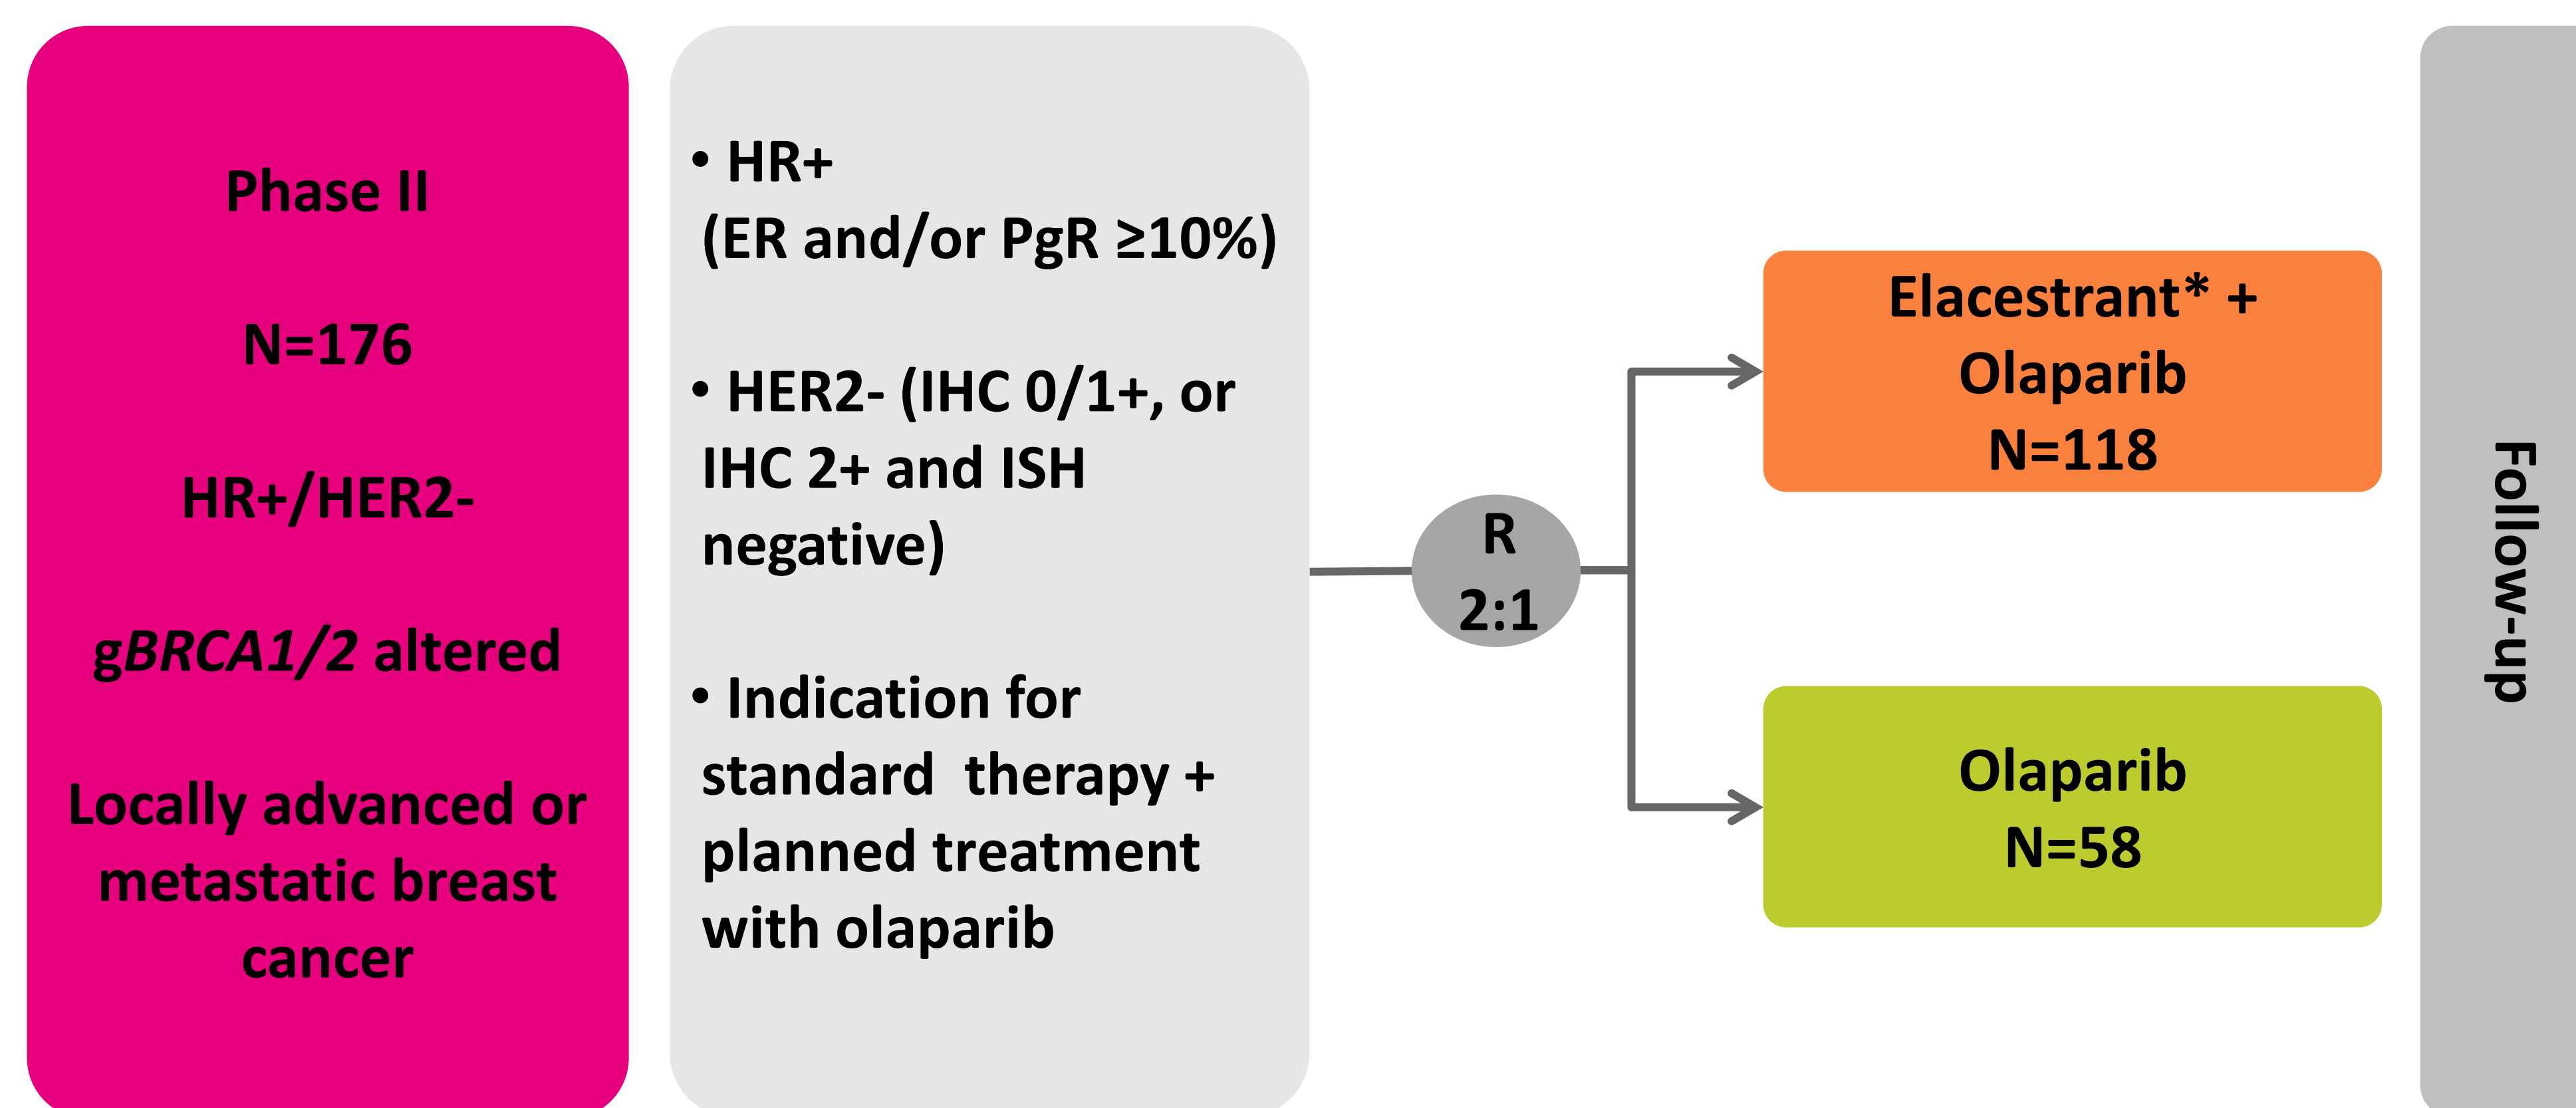 Phase II
N=176
HR+/HER2-
gBRCA1/2 altered
Locally advanced or
metastatic breast
cancer
• HR+
(ER and/or PgR ≥10%)
• HER2- (IHC 0/1+, or
IHC 2+ and ISH
negative)
• Indication for
standard  therapy +
planned treatment
with olaparib
R
2:1
Elacestrant* +
Olaparib
N=118
Olaparib
N=58
Follow-up